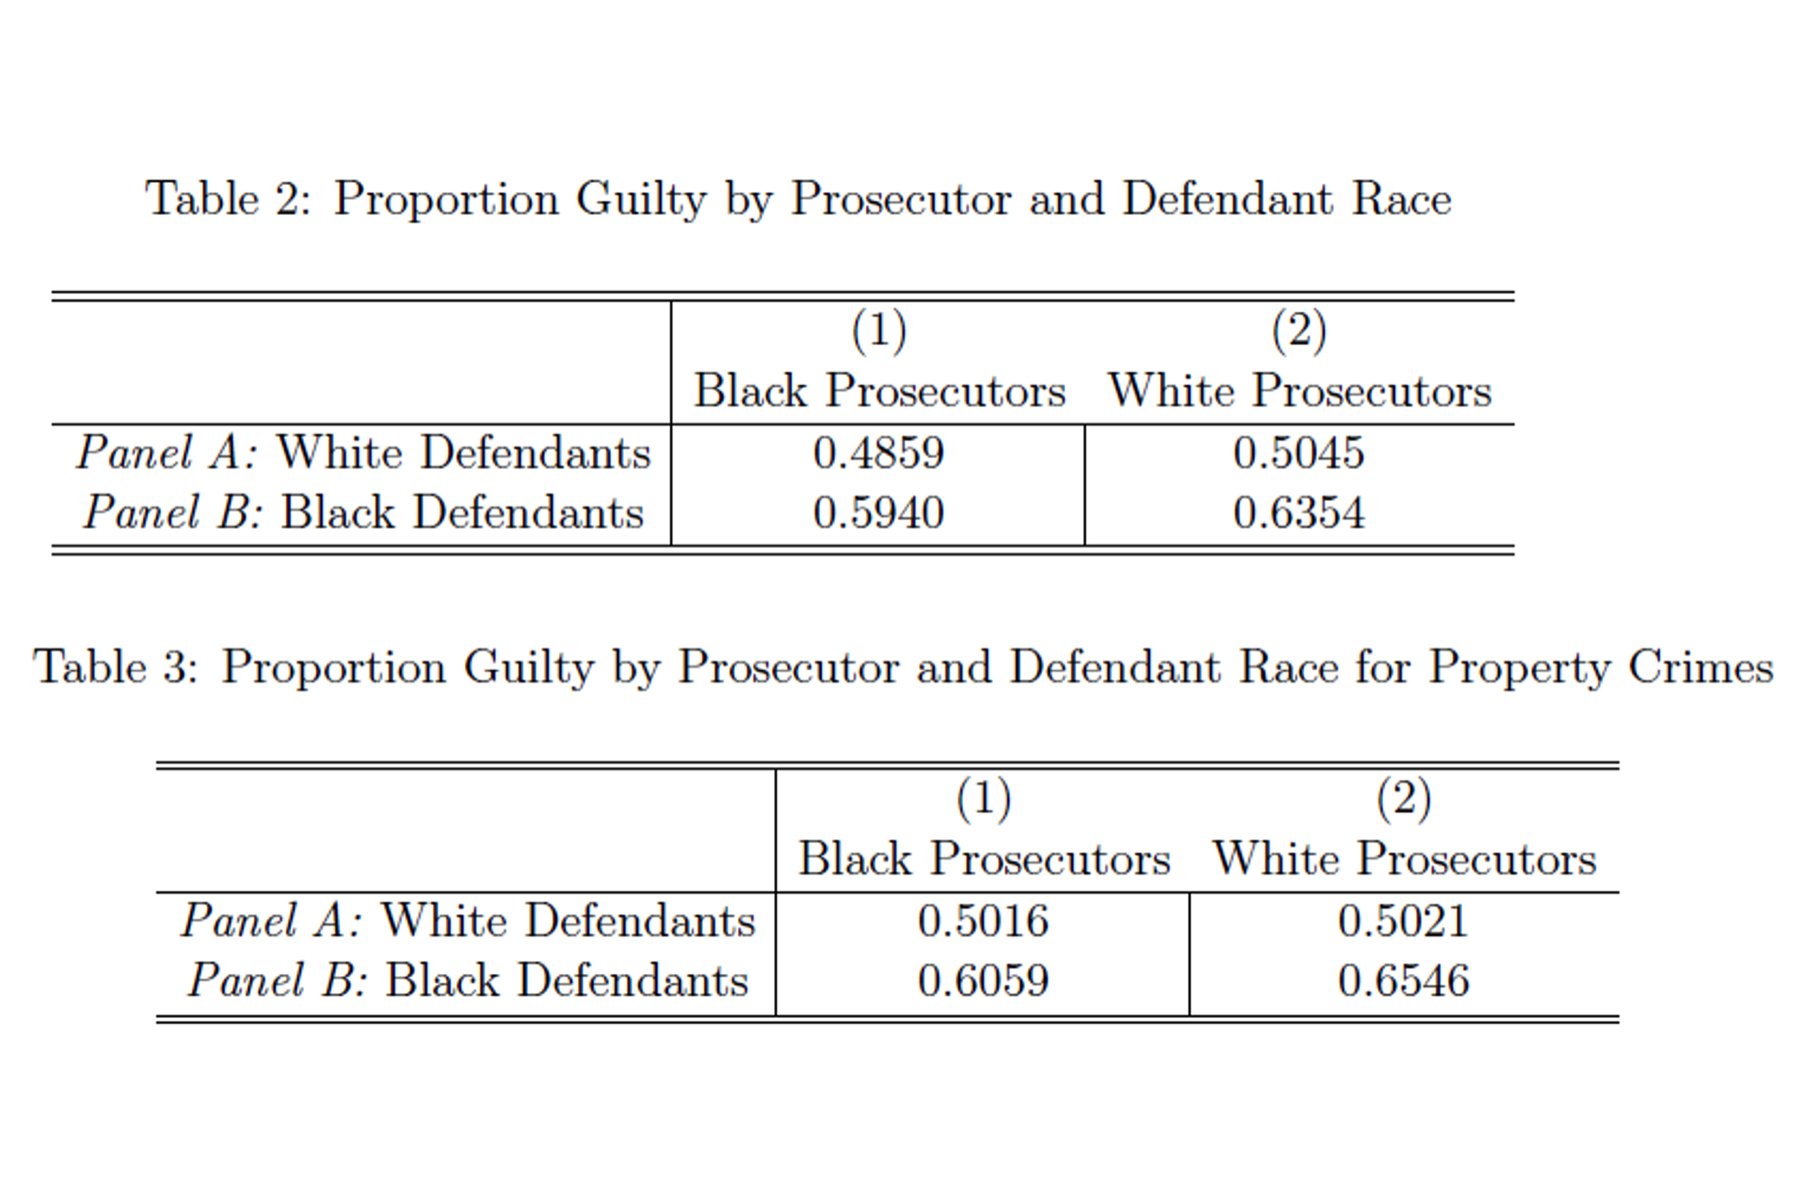 Table 2: Proportion Guilty by Prosecutor and Defendant Race
(1) (2)
Black Prosecutors White Prosecutors
Panel A: White Defendants 0.4859 0.5045
Panel B: Black Defendants 0.5940 0.6354
Table 3: Proportion Guilty by Prosecutor and Defendant Race for Property Crimes
(1) (2)
Black Prosecutors White Prosecutors
Panel A: White Defendants 0.5016 0.5021
Panel B: Black Defendants 0.6059 0.6546